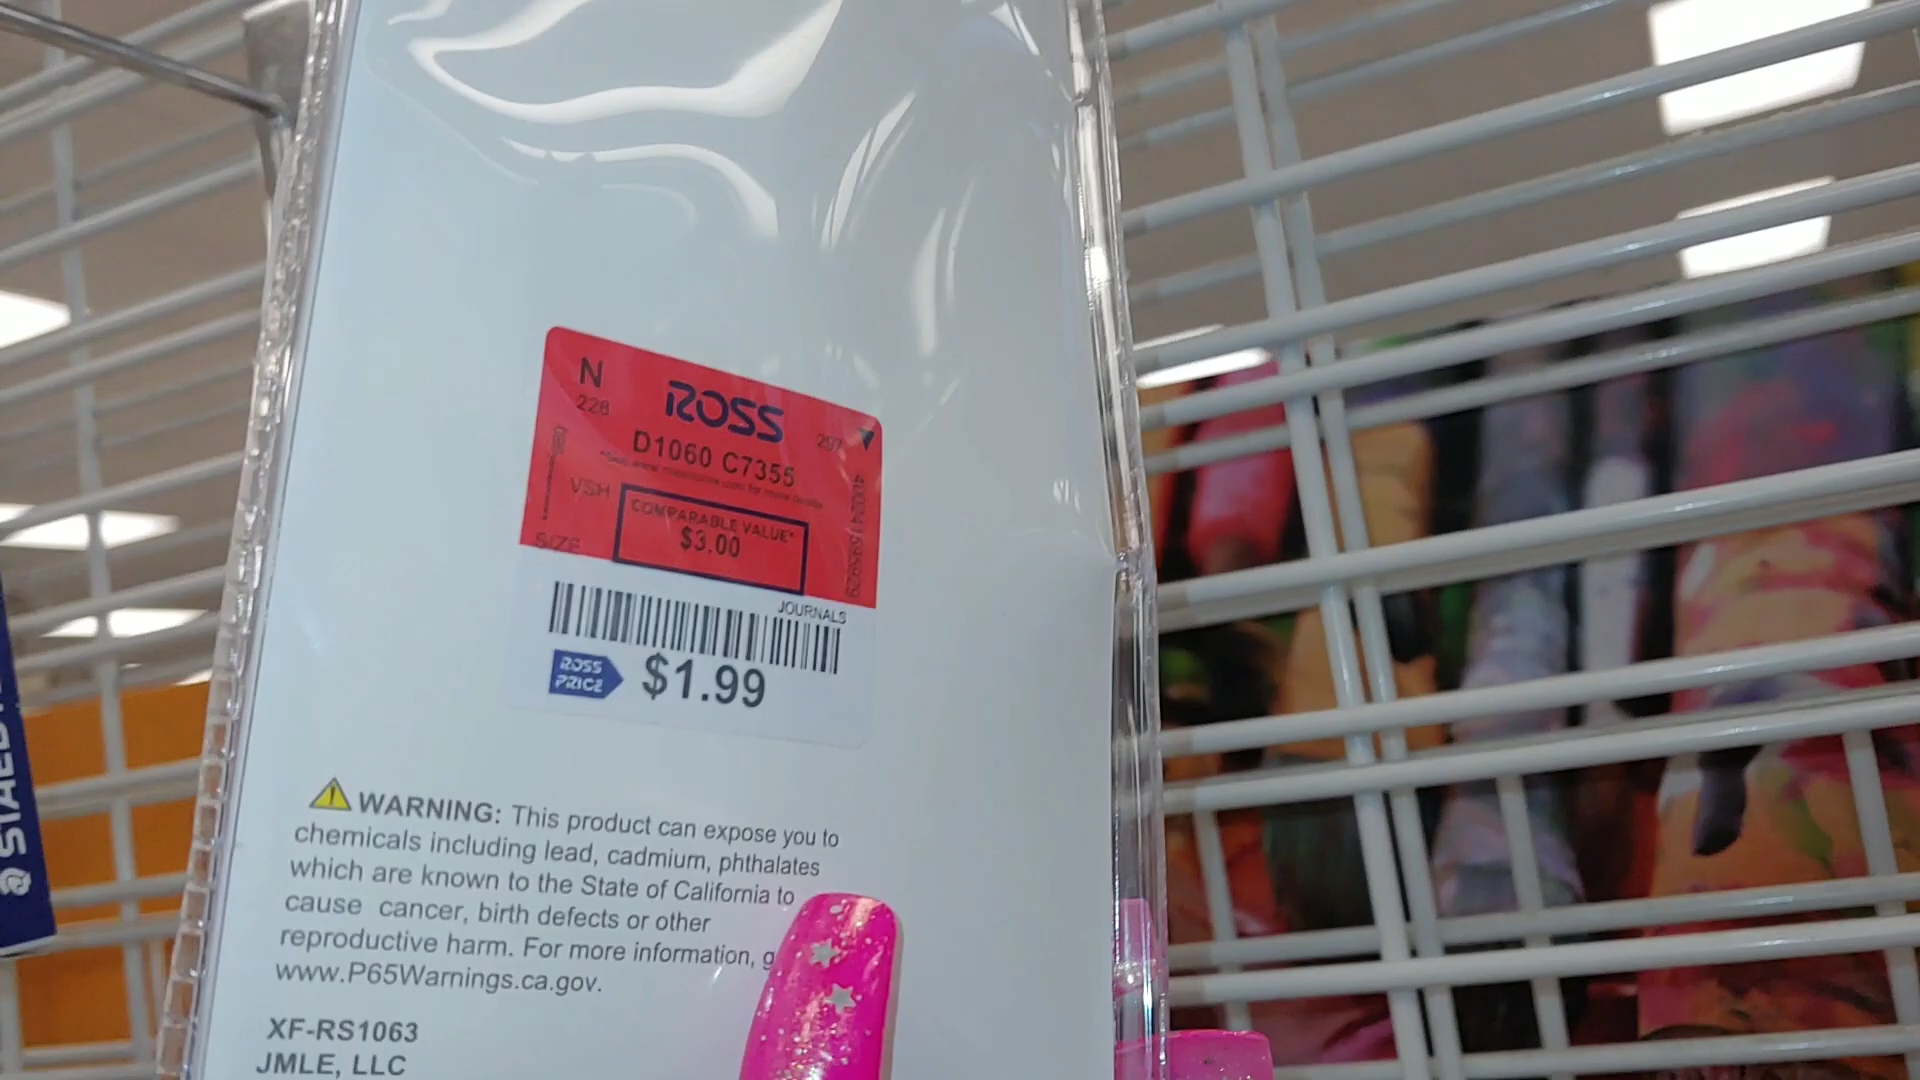 N
228
ROSS
297
D1060 C7355
VSH
COMPARABLE VALUE*
$3.00
SIZE
JOURNALS
ROSS
PRICE
$1.99
WARNING: This product can expose you to
chemicals including lead, cadmium, phthalates
which are known to the State of California to
cause cancer, birth defects or other
reproductive harm. For more information, g
www.P65Warnings.ca.gov.
XF-RS1063
JMLE, LLC